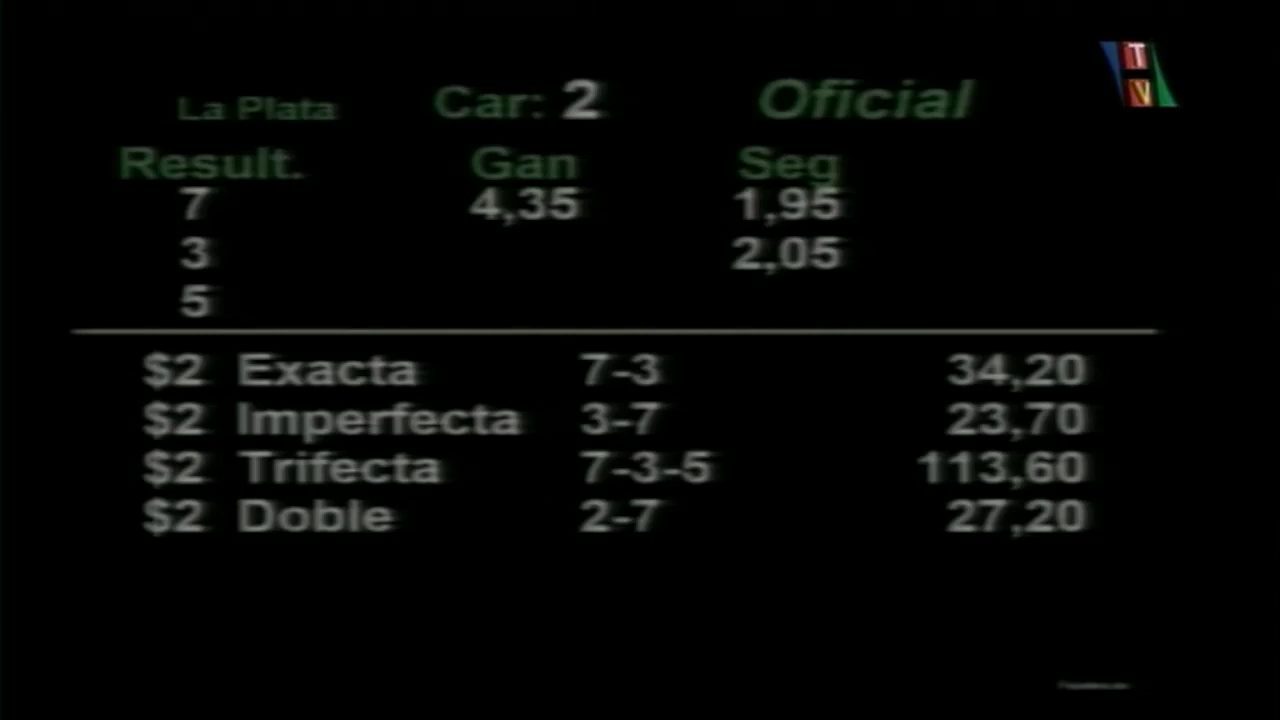 La Plata Car: 2 Oficial
Result. Gan Seg
7 4,35 1,95
3 2,05
5
$2 Exacta 7-3 34,20
$2 Imperfecta 3-7 23,70
$2 Trifecta 7-3-5 113,60
$2 Doble 2-7 27,20
TV